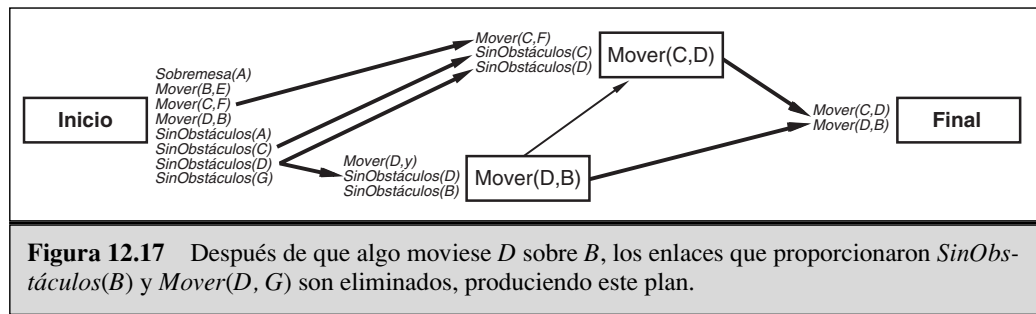 Mover(C,F)
SinObstáculos(C)
SinObstáculos(D)
Mover(C,D)
Sobremesa(A)
Mover(B,E)
Mover(C,F)
Mover(D,B)
SinObstáculos(A)
SinObstáculos(C)
SinObstáculos(D)
SinObstáculos(G)
Inicio
Mover(D,y)
SinObstáculos(D)
SinObstáculos(B)
Mover(D,B)
Mover(C,D)
Mover(D,B)
Final
Figura 12.17 Después de que algo moviese D sobre B, los enlaces que proporcionaron SinObs-
táculos(B) y Mover(D, G) son eliminados, produciendo este plan.